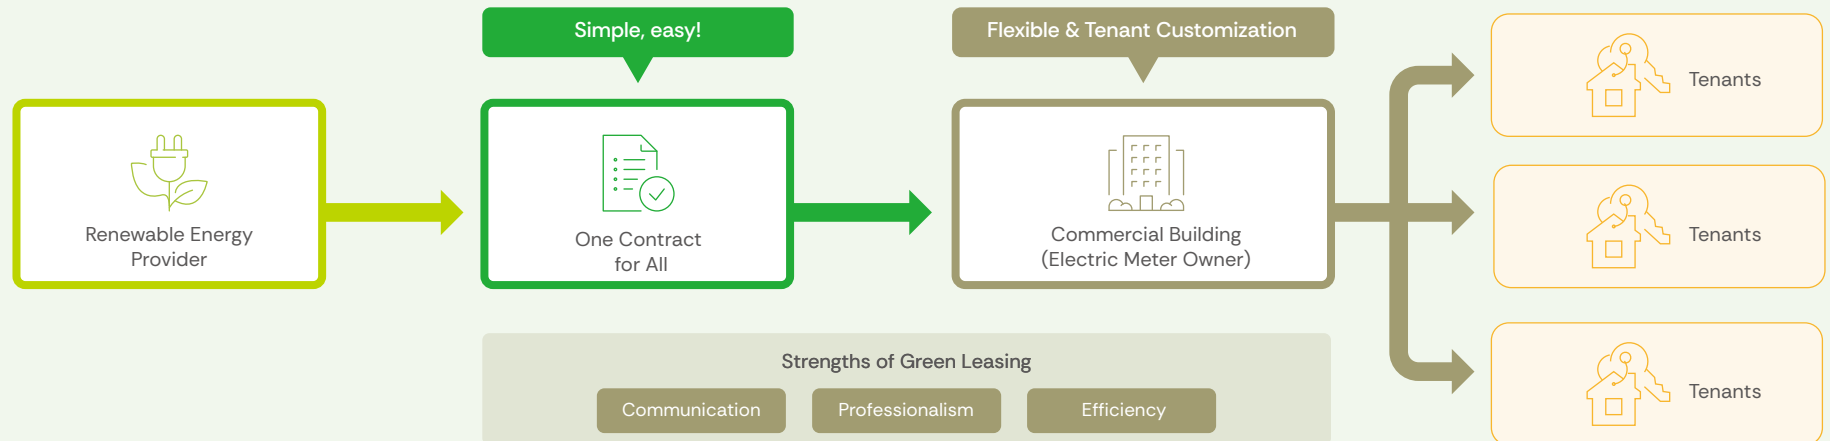 Simple, easy!
Flexible & Tenant Customization
Renewable Energy
Provider
One Contract
for All
Commercial Building
(Electric Meter Owner)
Tenants
Tenants
Tenants
Strengths of Green Leasing
Communication
Professionalism
Efficiency